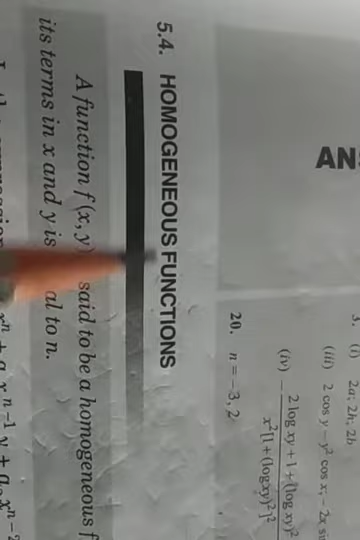 AN
3. (i) 2a; 2h; 2b
(iii) 2 cos y – y² cos x; – 2x
(iv) – 2 log xy + 1 + (log xy)² / x²[1 + (log xy)²]²
20. n = – 3, 2
5.4. HOMOGENEOUS FUNCTIONS
A function f (x, y) said to be a homogeneous f
its terms in x and y is al to n.